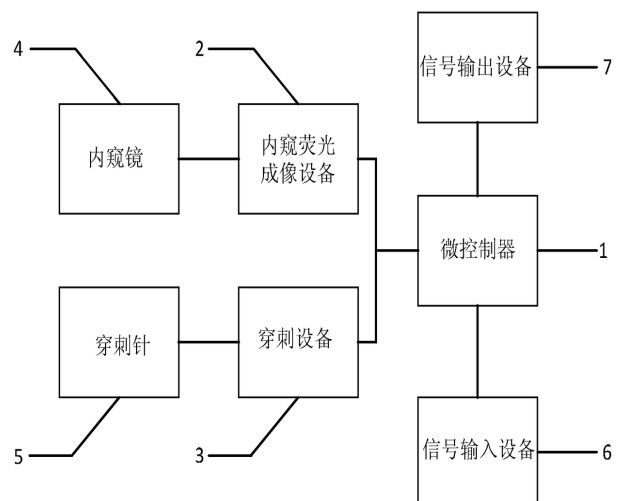 4
2
信号输出设备
7
内窥镜
内窥荧光
成像设备
微控制器
1
穿刺针
穿刺设备
5
3
信号输入设备
6